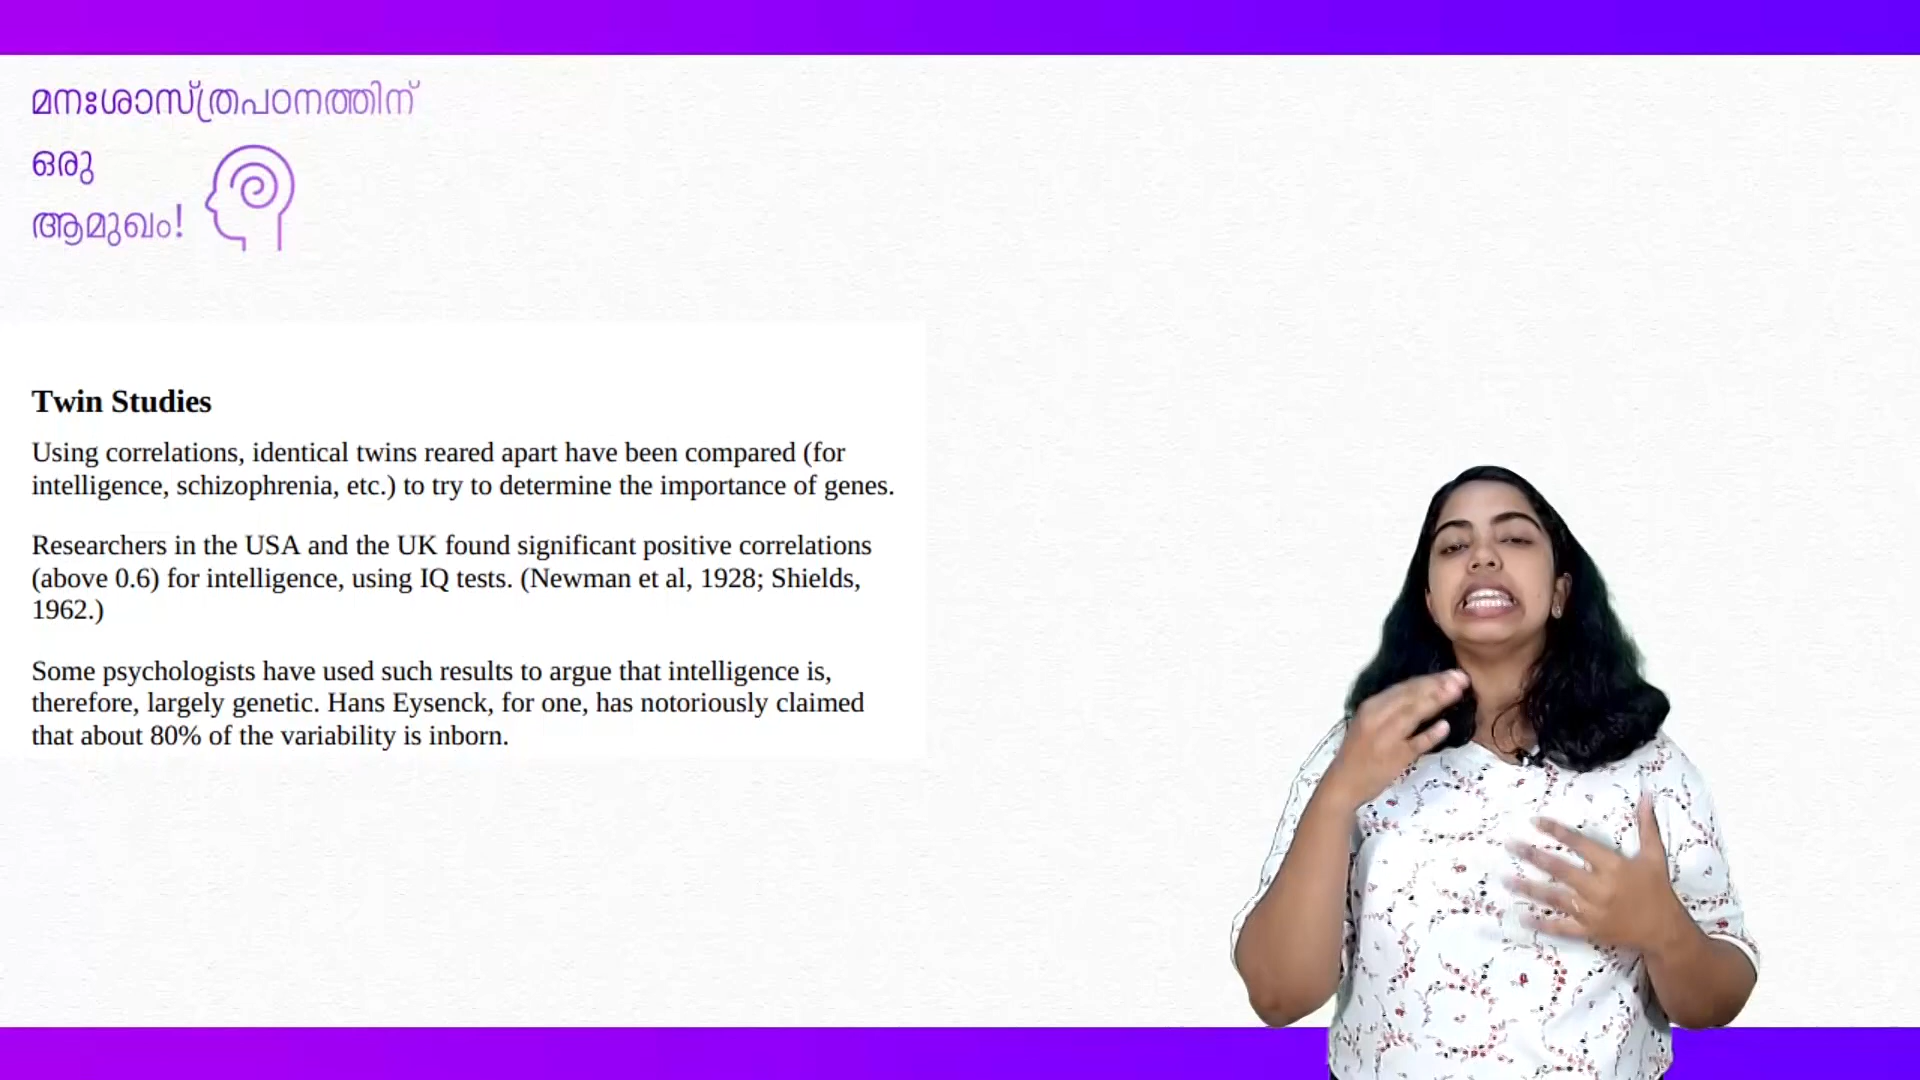 മനഃശാസ്ത്രപഠനത്തിന്
ഒരു
ആമുഖം!
Twin Studies
Using correlations, identical twins reared apart have been compared (for
intelligence, schizophrenia, etc.) to try to determine the importance of genes.
Researchers in the USA and the UK found significant positive correlations
(above 0.6) for intelligence, using IQ tests. (Newman et al, 1928; Shields,
1962.)
Some psychologists have used such results to argue that intelligence is,
therefore, largely genetic. Hans Eysenck, for one, has notoriously claimed
that about 80% of the variability is inborn.